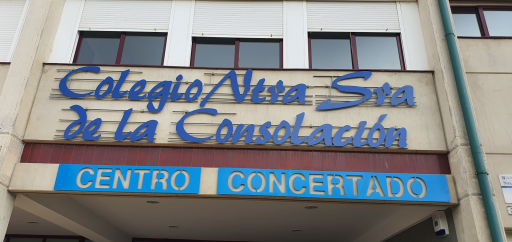 Colegio Ntra Sra
de la Consolación
CENTRO CONCERTADO